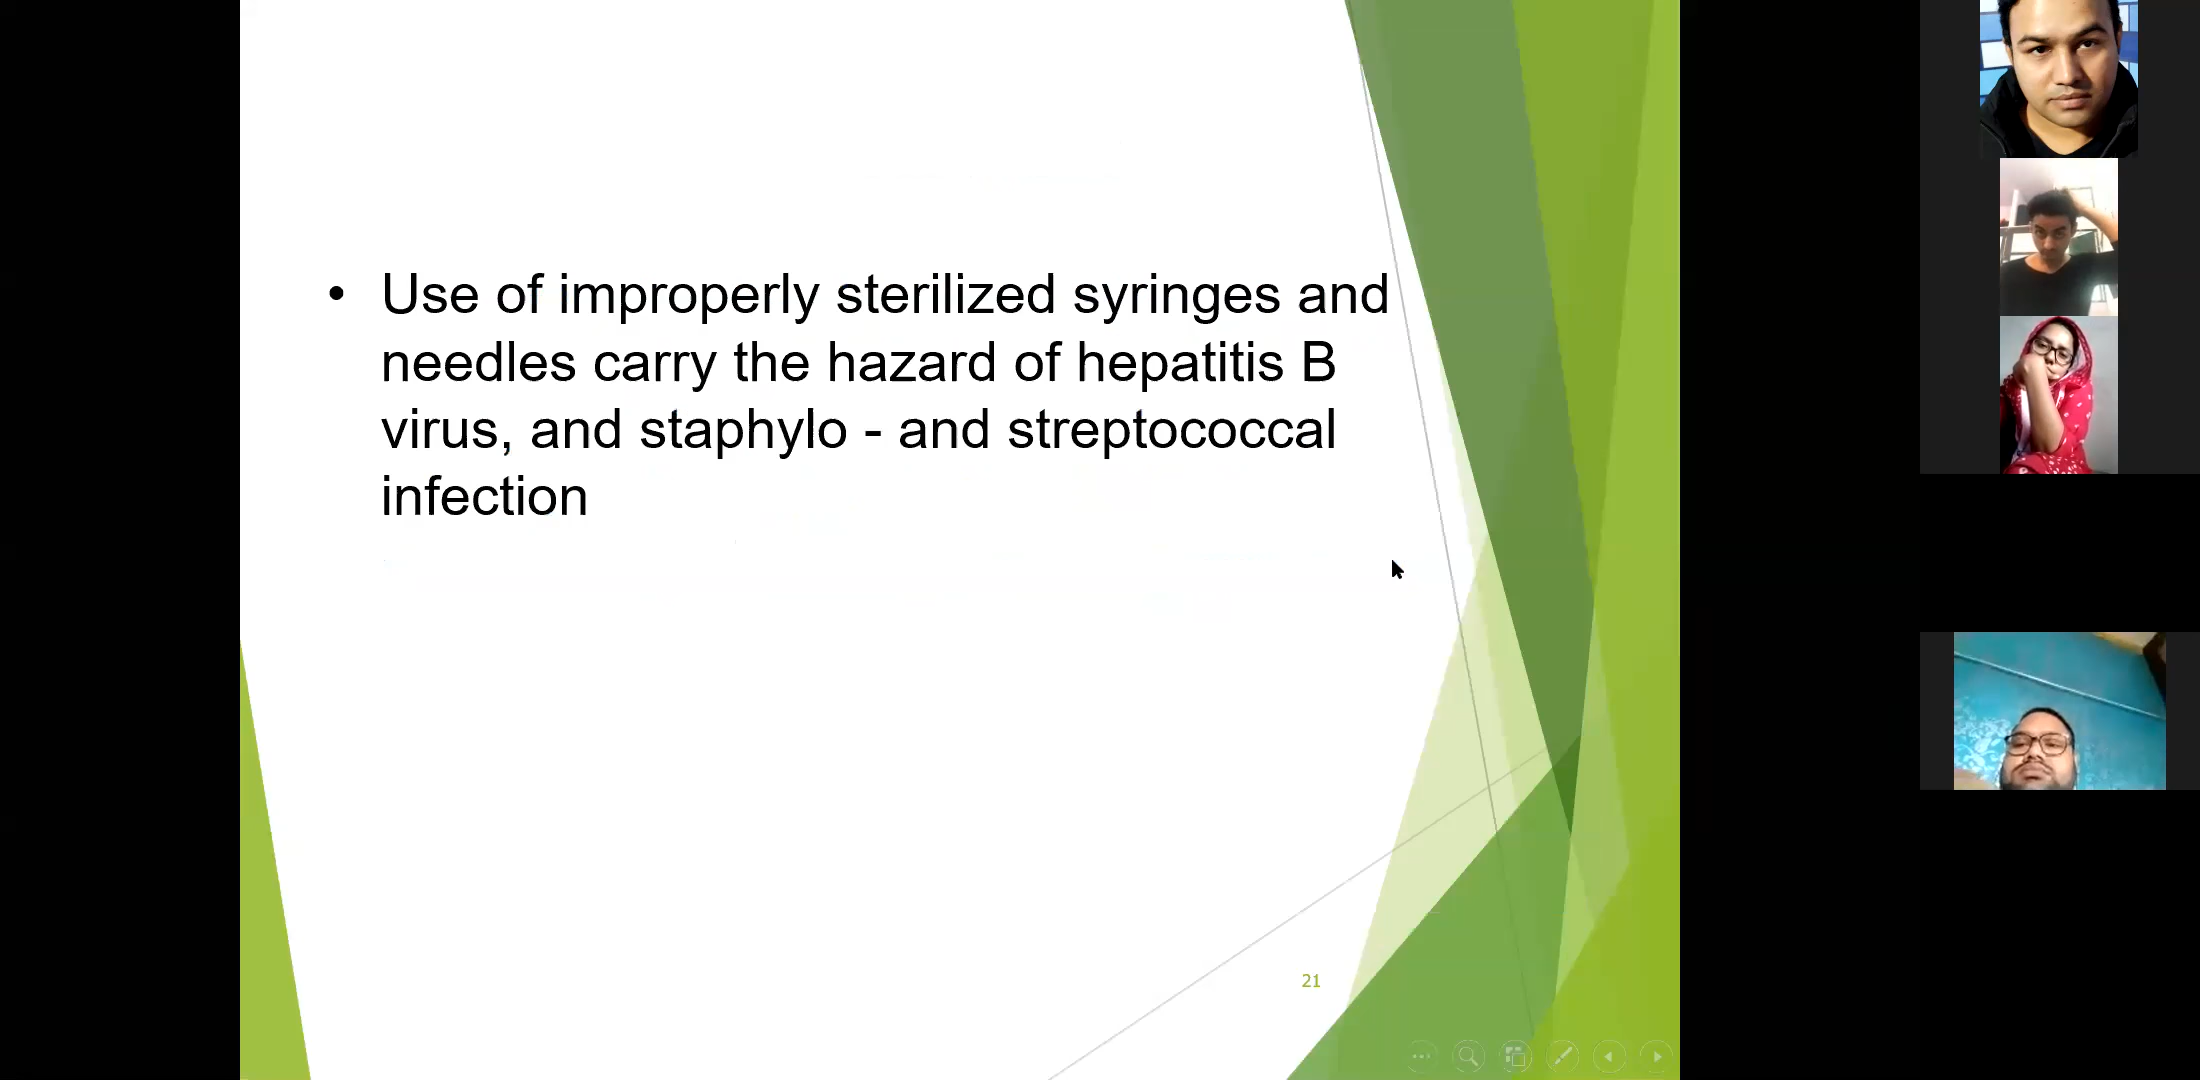 • Use of improperly sterilized syringes and
needles carry the hazard of hepatitis B
virus, and staphylo - and streptococcal
infection
21